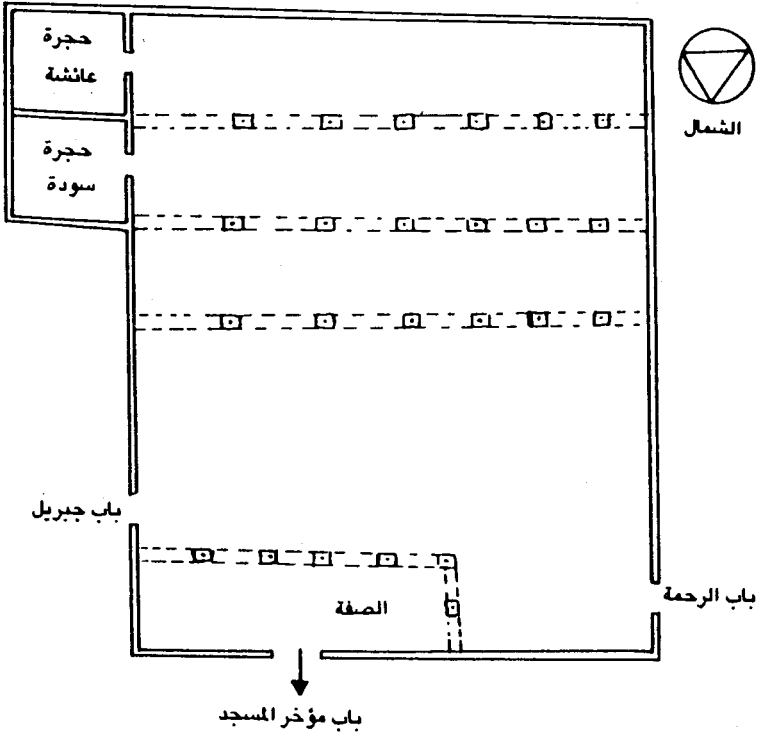 حجرة
عائشة
الشمال
حجرة
سودة
باب جبريل
باب الرحمة
الصفة
باب مؤخر المسجد